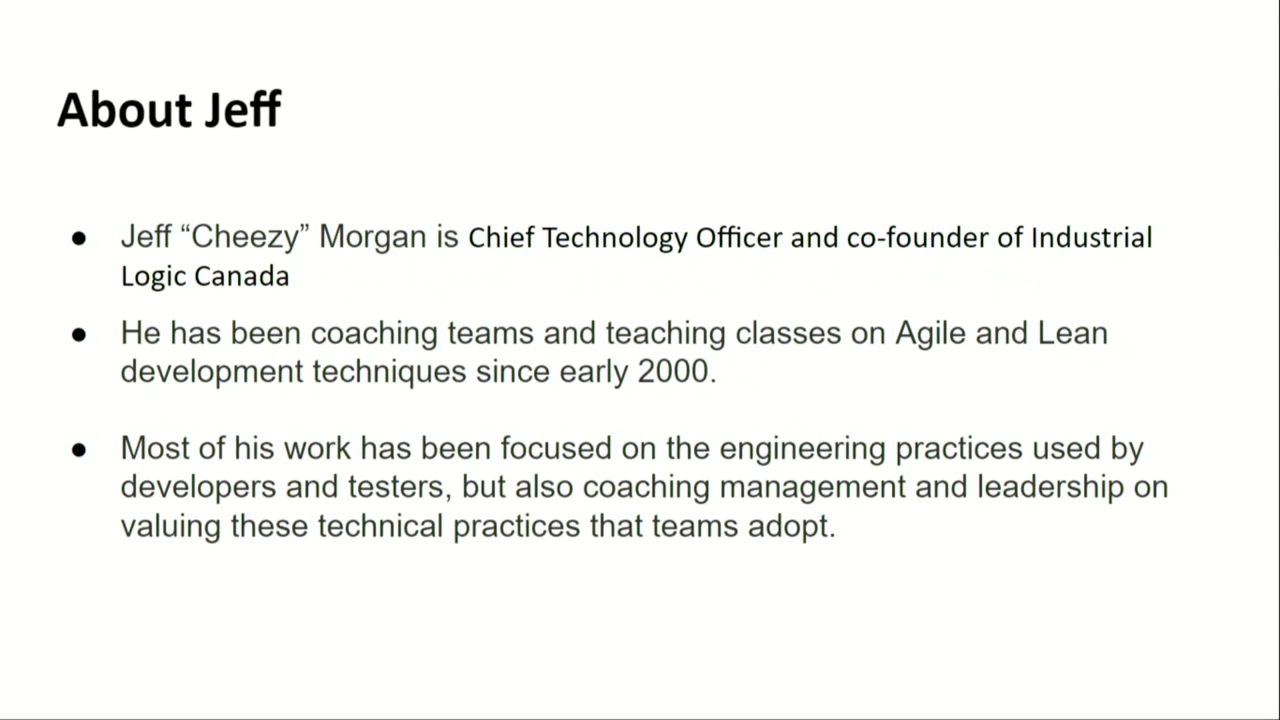 About Jeff
● Jeff “Cheezy” Morgan is Chief Technology Officer and co-founder of Industrial
Logic Canada
● He has been coaching teams and teaching classes on Agile and Lean
development techniques since early 2000.
● Most of his work has been focused on the engineering practices used by
developers and testers, but also coaching management and leadership on
valuing these technical practices that teams adopt.